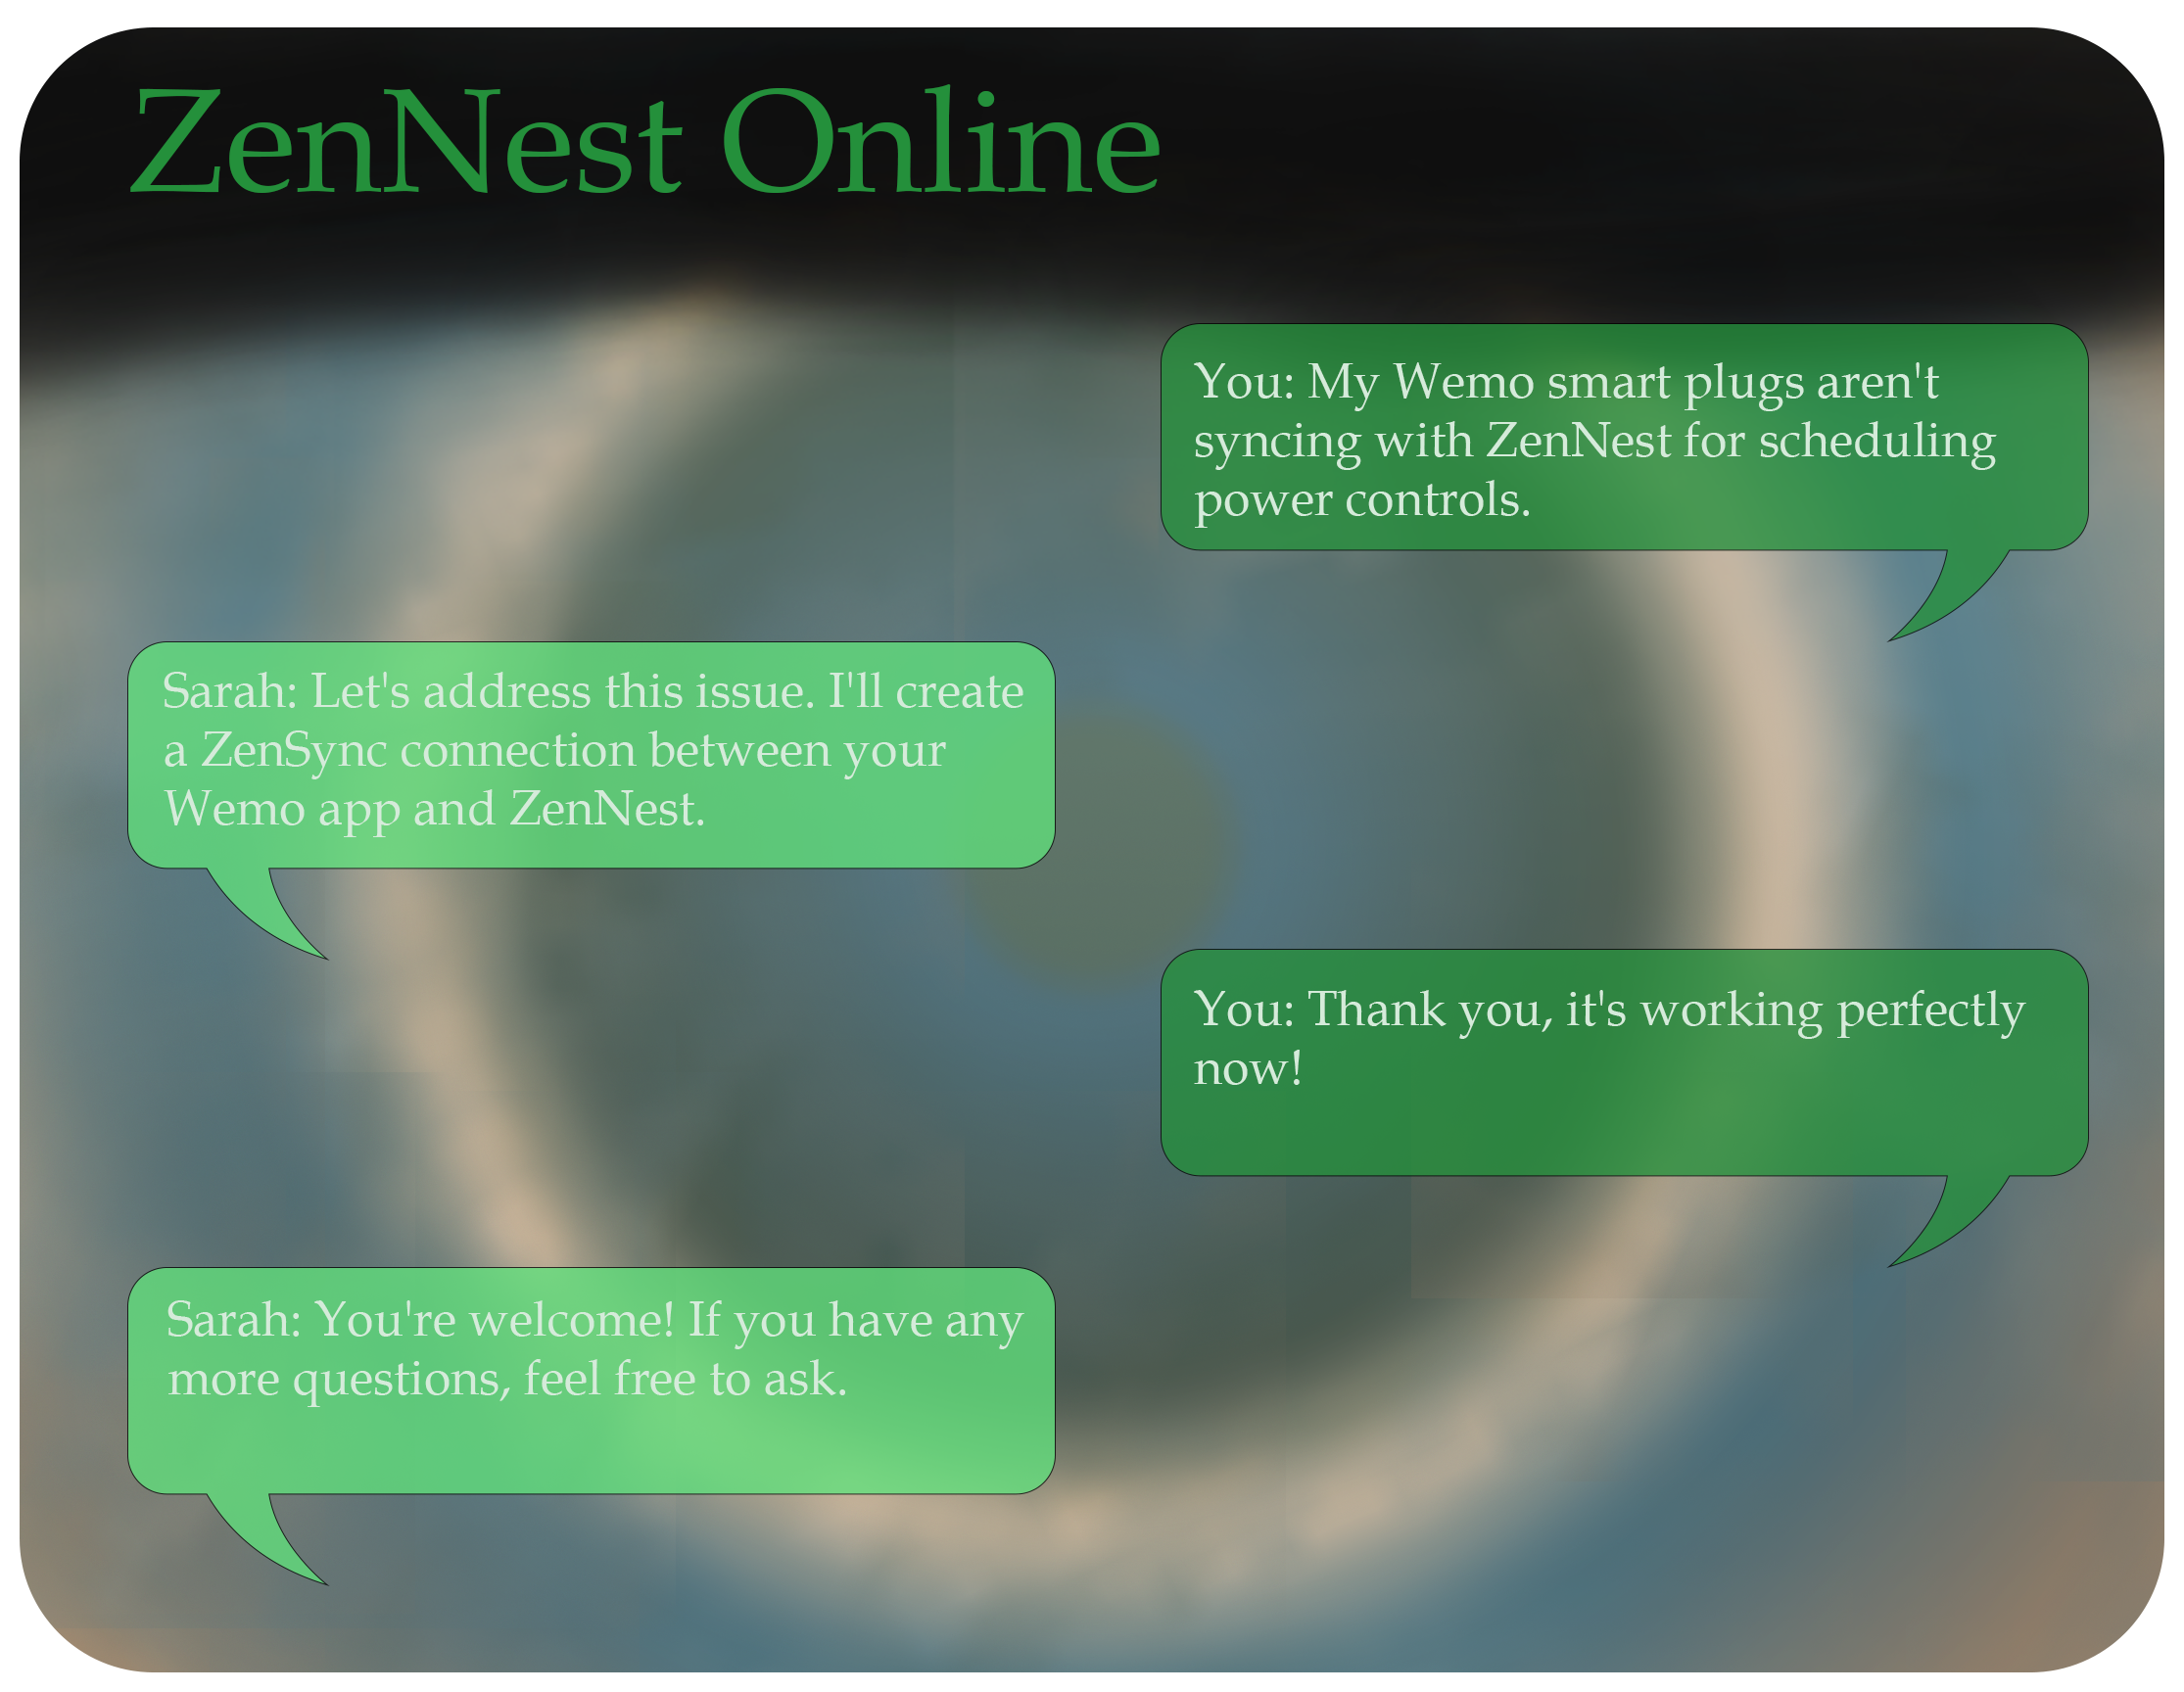 ZenNest Online
You: My Wemo smart plugs aren't
syncing with ZenNest for scheduling
power controls.
Sarah: Let's address this issue. I'll create
a ZenSync connection between your
Wemo app and ZenNest.
You: Thank you, it's working perfectly
now!
Sarah: You're welcome! If you have any
more questions, feel free to ask.